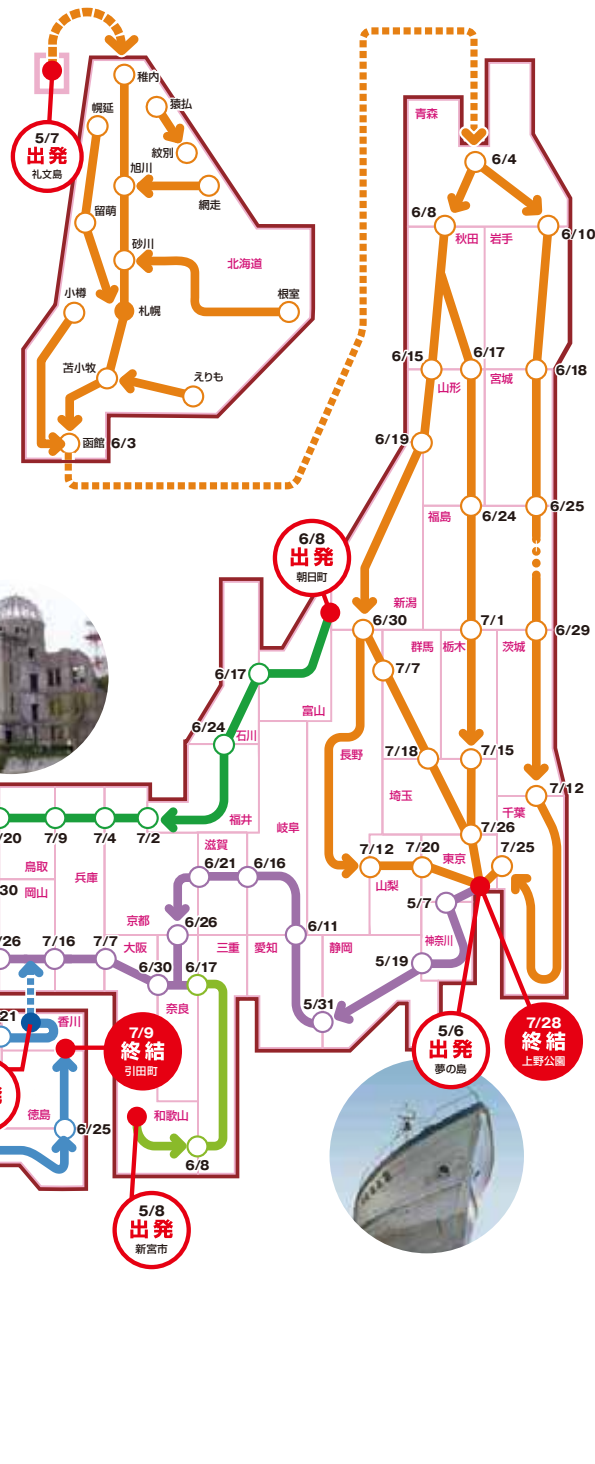 稚内
猿払
幌延
5/7
出発
礼文島
紋別
旭川
網走
留萌
砂川
北海道
小樽
根室
札幌
苫小牧
えりも
函館 6/3
青森
6/4
6/8
秋田
岩手
6/10
6/15
6/17
6/18
山形
宮城
6/19
福島
6/24
6/25
6/8
出発
朝日町
新潟
6/30
群馬
栃木
7/1
茨城
6/29
7/7
6/17
富山
6/24
石川
長野
7/18
7/15
埼玉
7/12
千葉
/20
7/9
7/4
7/2
福井
岐阜
7/26
滋賀
鳥取
兵庫
6/21
6/16
7/12
7/20
東京
7/25
30
岡山
山梨
5/7
京都
6/26
6/11
神奈川
/26
7/16
7/7
大阪
三重
愛知
静岡
5/19
6/30
6/17
奈良
5/31
21
香川
7/9
終結
引田町
5/6
出発
夢の島
7/28
終結
上野公園
徳島
6/25
和歌山
6/8
5/8
出発
新宮市